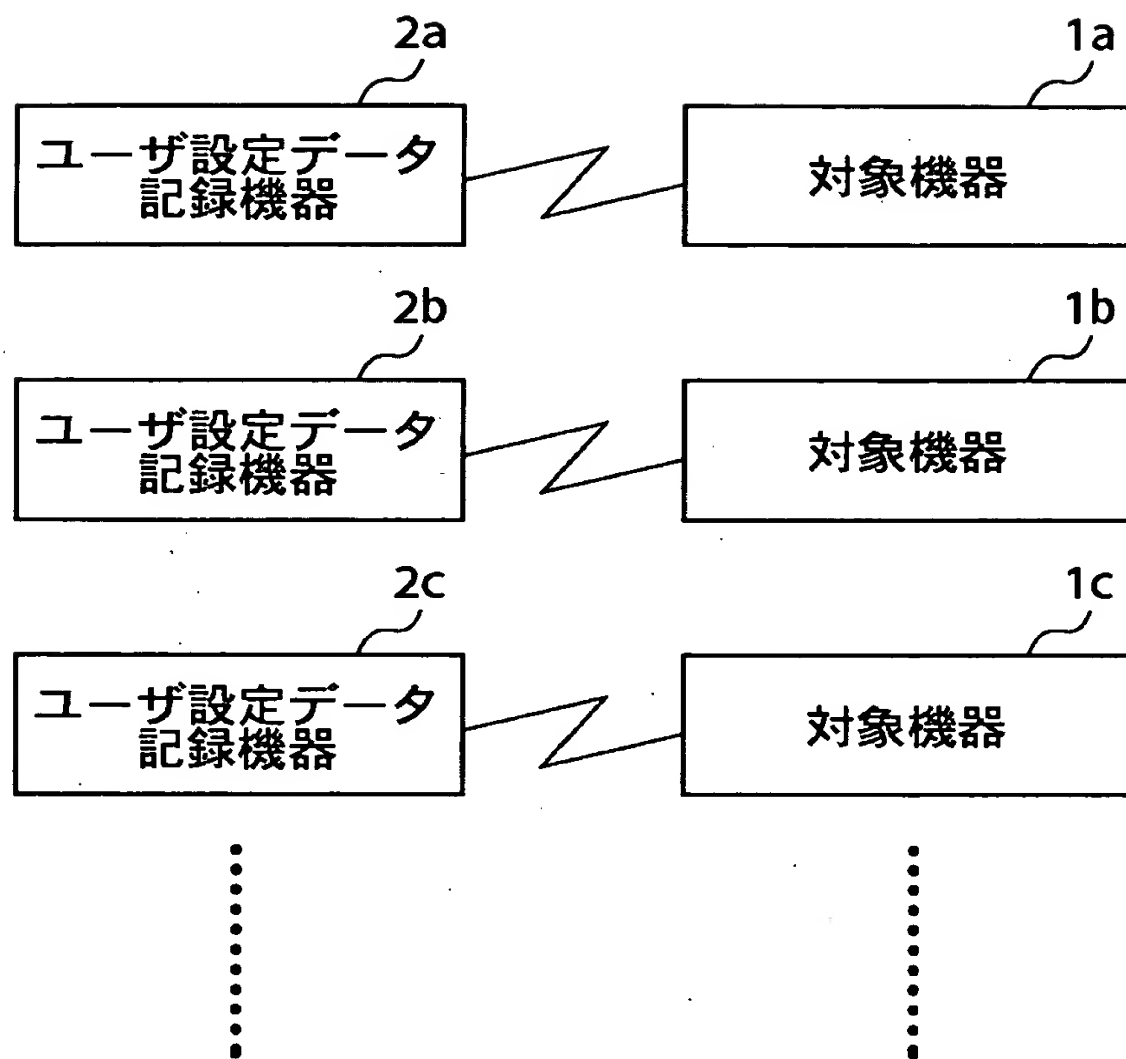 2a
1a
ユーザ設定データ
記録機器
対象機器
2b
1b
ユーザ設定データ
記録機器
対象機器
2c
1c
ユーザ設定データ
記録機器
対象機器